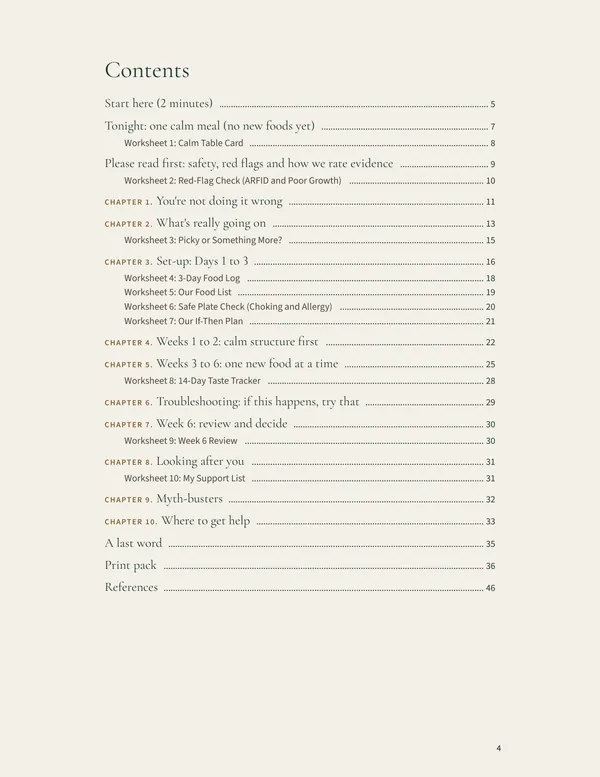 Contents
Start here (2 minutes) 5
Tonight: one calm meal (no new foods yet) 7
Worksheet 1: Calm Table Card 8
Please read first: safety, red flags and how we rate evidence 9
Worksheet 2: Red-Flag Check (ARFID and Poor Growth) 10
CHAPTER 1. You're not doing it wrong 11
CHAPTER 2. What's really going on 13
Worksheet 3: Picky or Something More? 15
CHAPTER 3. Set-up: Days 1 to 3 16
Worksheet 4: 3-Day Food Log 18
Worksheet 5: Our Food List 19
Worksheet 6: Safe Plate Check (Choking and Allergy) 20
Worksheet 7: Our If-Then Plan 21
CHAPTER 4. Weeks 1 to 2: calm structure first 22
CHAPTER 5. Weeks 3 to 6: one new food at a time 25
Worksheet 8: 14-Day Taste Tracker 28
CHAPTER 6. Troubleshooting: if this happens, try that 29
CHAPTER 7. Week 6: review and decide 30
Worksheet 9: Week 6 Review 30
CHAPTER 8. Looking after you 31
Worksheet 10: My Support List 31
CHAPTER 9. Myth-busters 32
CHAPTER 10. Where to get help 33
A last word 35
Print pack 36
References 46
4